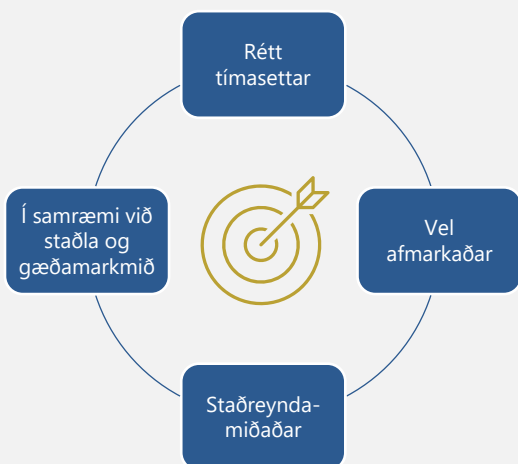 Rétt
tímasettar
Í samræmi við
staðla og
gæðamarkmið
Vel
afmarkaðar
Staðreynda-
miðaðar